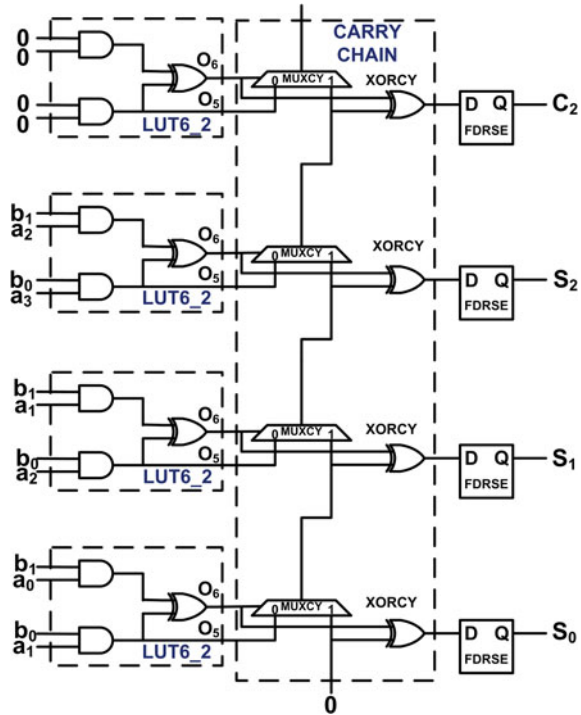 CARRY
CHAIN
0
0
O6
0 MUXCY 1
XORCY
0
0
O5
LUT6_2
D Q
FDRSE
C2
b1
a2
O6
0 MUXCY 1
XORCY
b0
a3
O5
LUT6_2
D Q
FDRSE
S2
b1
a1
O6
0 MUXCY 1
XORCY
b0
a2
O5
LUT6_2
D Q
FDRSE
S1
b1
a0
O6
0 MUXCY 1
XORCY
b0
a1
O5
LUT6_2
D Q
FDRSE
S0
0